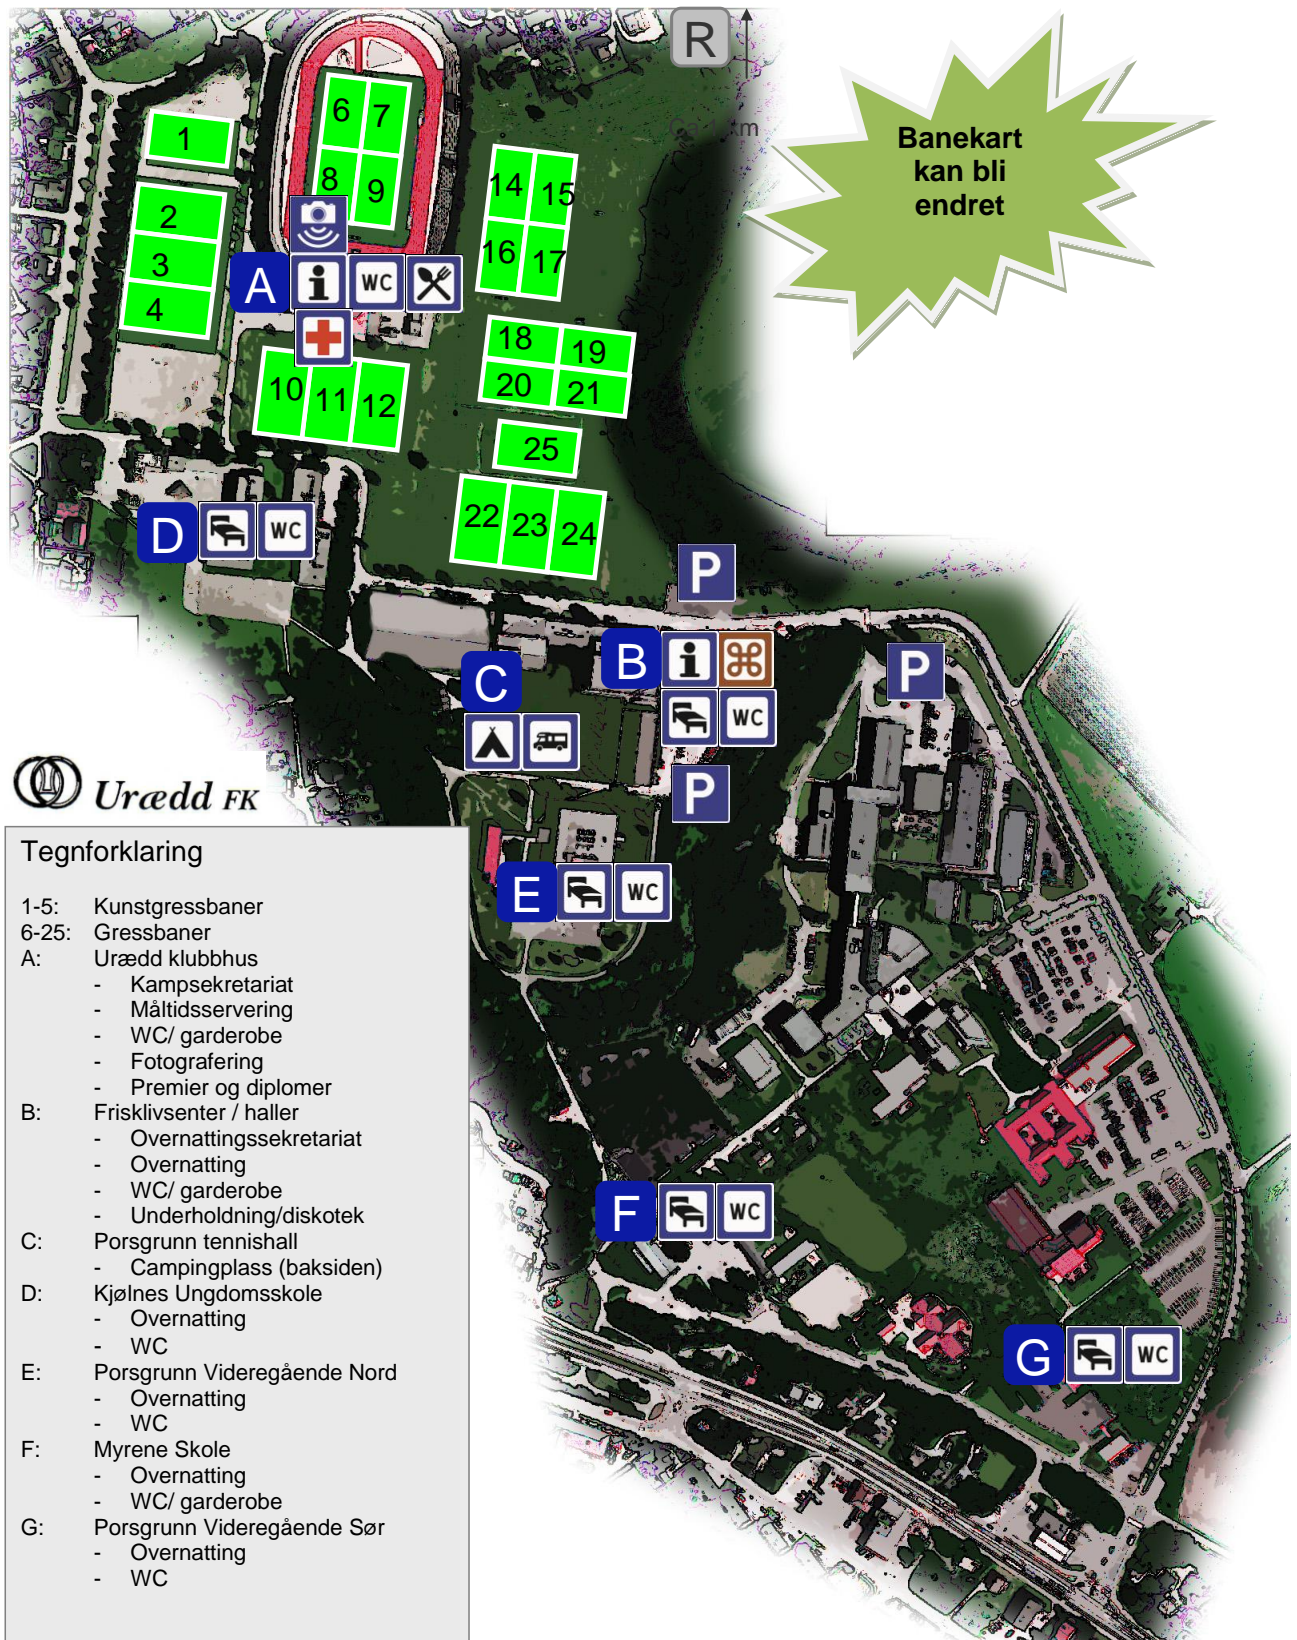 R
Ca. km
Banekart
kan bli
endret
1
2
3
4
6 7
8 9
14 15
16 17
18 19
20 21
25
22 23 24
10 11 12
A
i WC
D WC
P
B i
WC
C
P
P
E WC
F WC
G WC
Urædd FK
Tegnforklaring
1-5: Kunstgressbaner
6-25: Gressbaner
A: Urædd klubbhus
- Kampsekretariat
- Måltidsservering
- WC/ garderobe
- Fotografering
- Premier og diplomer
B: Frisklivsenter / haller
- Overnattingssekretariat
- Overnatting
- WC/ garderobe
- Underholdning/diskotek
C: Porsgrunn tennishall
- Campingplass (baksiden)
D: Kjølnes Ungdomsskole
- Overnatting
- WC
E: Porsgrunn Videregående Nord
- Overnatting
- WC
F: Myrene Skole
- Overnatting
- WC/ garderobe
G: Porsgrunn Videregående Sør
- Overnatting
- WC